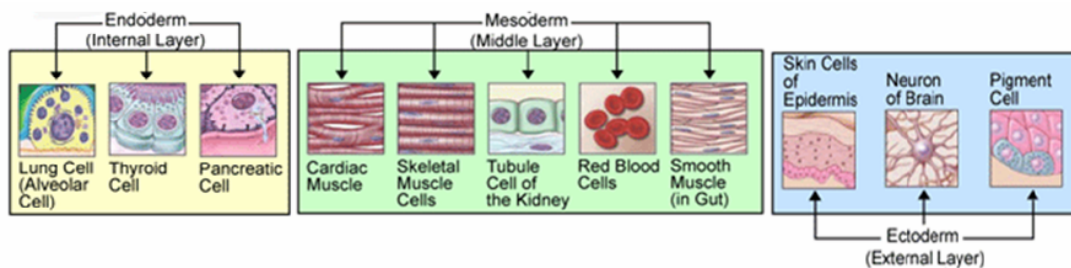 Endoderm
(Internal Layer)
Lung Cell
(Alveolar
Cell)
Thyroid
Cell
Pancreatic
Cell
Mesoderm
(Middle Layer)
Cardiac
Muscle
Skeletal
Muscle
Cells
Tubule
Cell of
the Kidney
Red Blood
Cells
Smooth
Muscle
(in Gut)
Skin Cells
of
Epidermis
Neuron
of Brain
Pigment
Cell
Ectoderm
(External Layer)